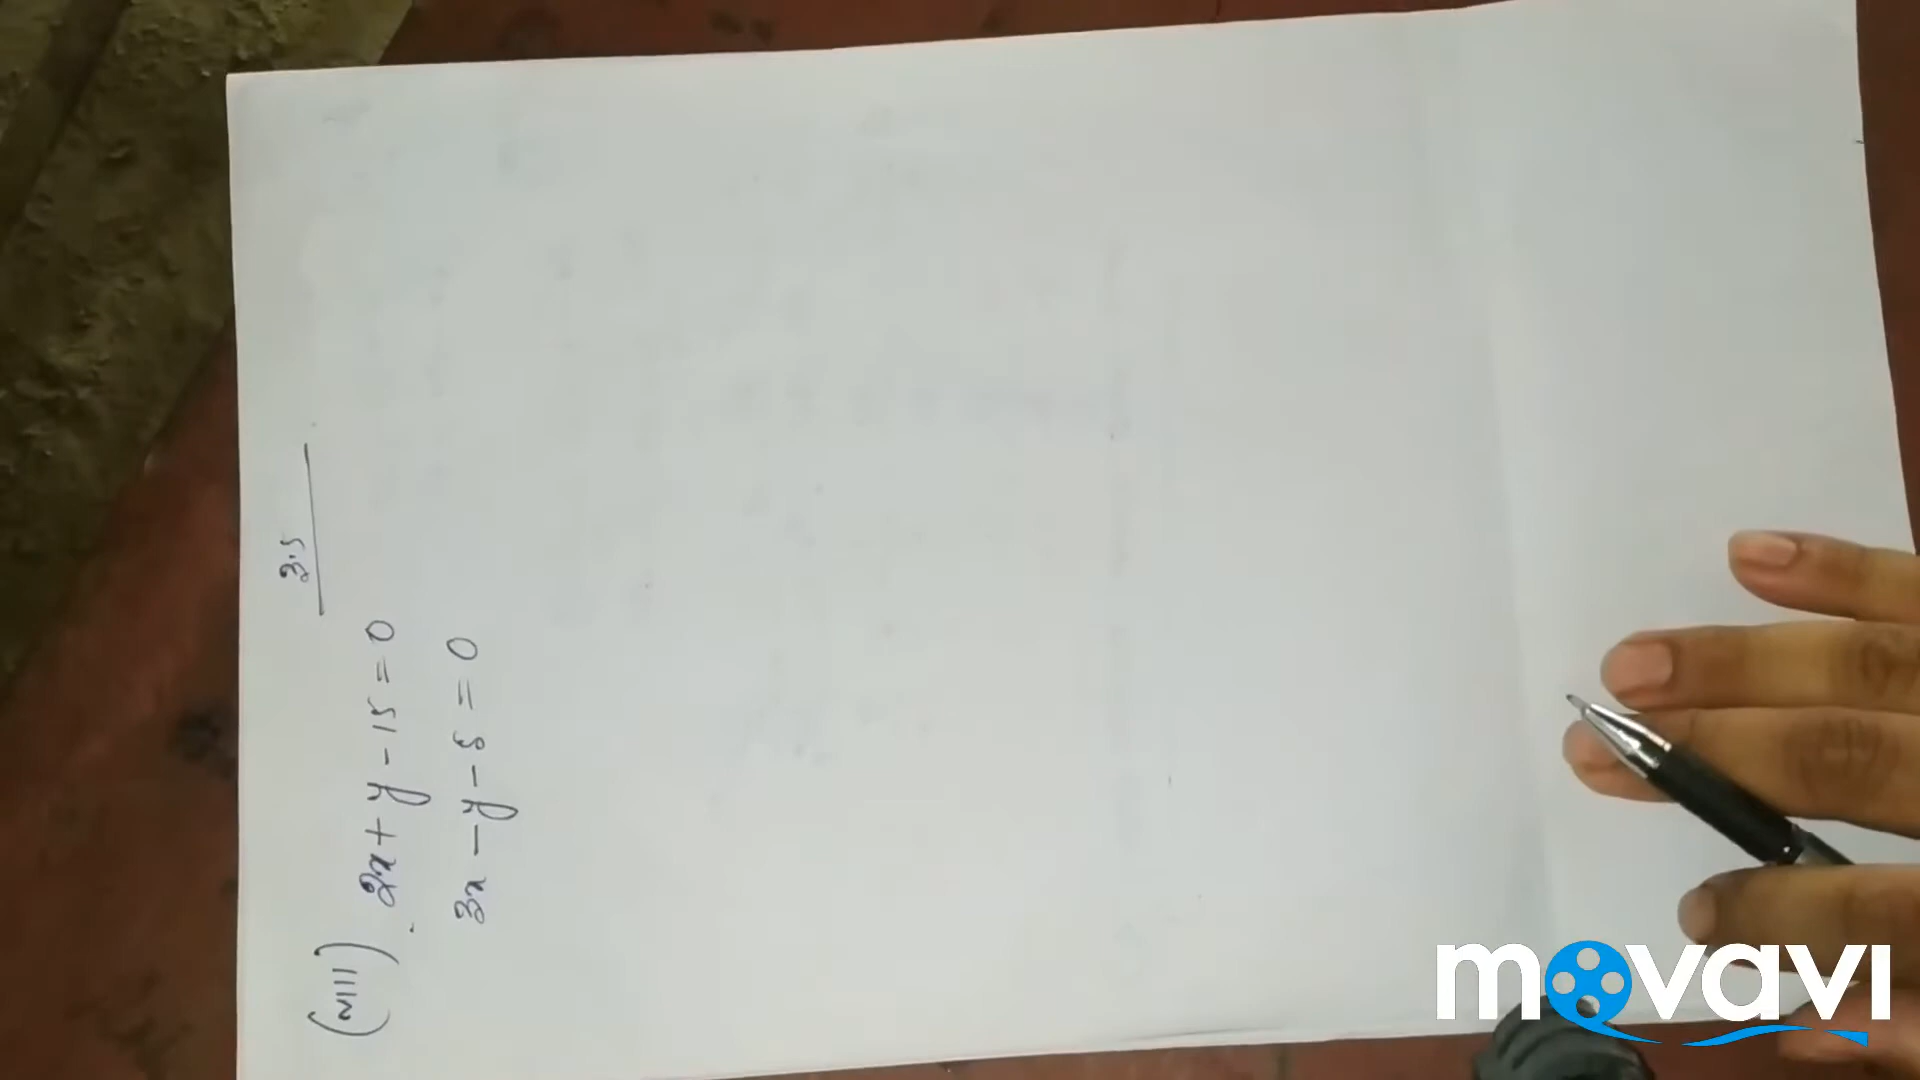 3.5
(viii) 2x + y - 15 = 0
3x - y - 5 = 0
movavi